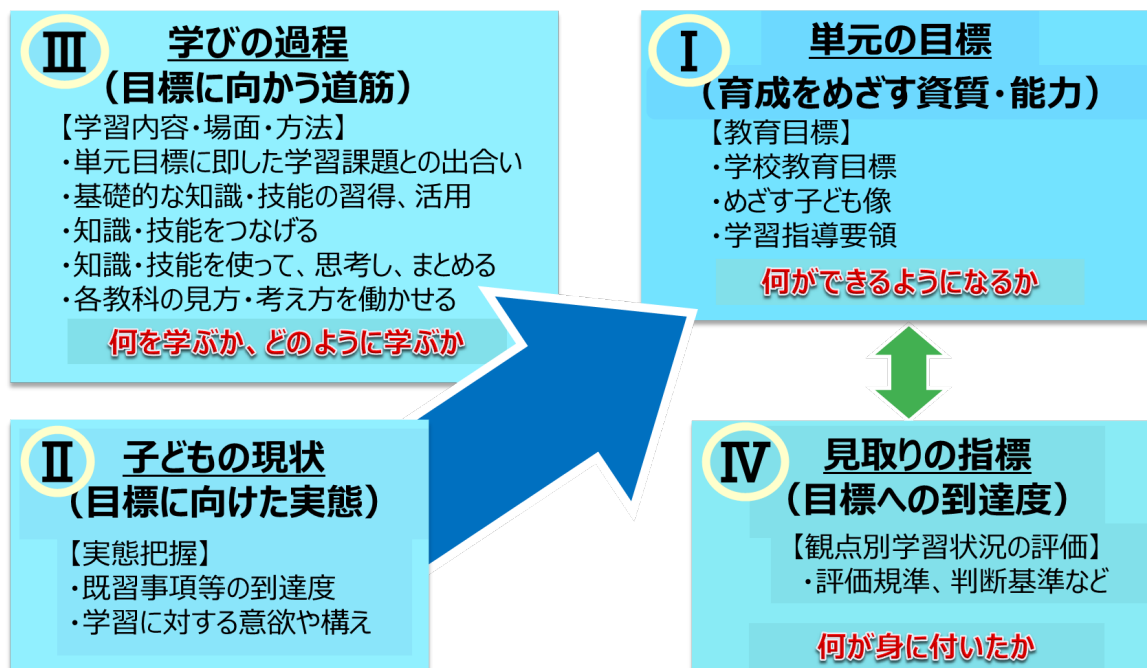 Ⅲ 学びの過程
（目標に向かう道筋）
【学習内容・場面・方法】
・単元目標に即した学習課題との出合い
・基礎的な知識・技能の習得、活用
・知識・技能をつなげる
・知識・技能を使って、思考し、まとめる
・各教科の見方・考え方を働かせる
何を学ぶか、どのように学ぶか
Ⅰ 単元の目標
（育成をめざす資質・能力）
【教育目標】
・学校教育目標
・めざす子ども像
・学習指導要領
何ができるようになるか
Ⅱ 子どもの現状
（目標に向けた実態）
【実態把握】
・既習事項等の到達度
・学習に対する意欲や構え
Ⅳ 見取りの指標
（目標への到達度）
【観点別学習状況の評価】
・評価規準、判断基準など
何が身に付いたか